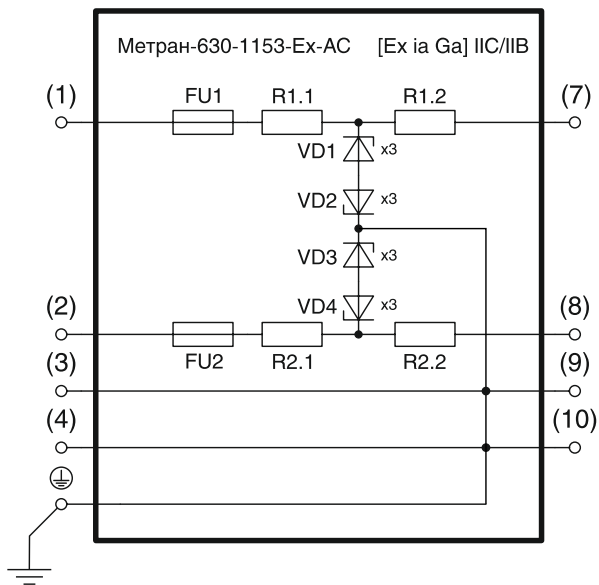 Метран-630-1153-Ex-AC [Ex ia Ga] IIC/IIB
(1) FU1 R1.1 R1.2 (7)
VD1 x3
VD2 x3
VD3 x3
VD4 x3
(2) (8)
FU2 R2.1 R2.2
(3) (9)
(4) (10)